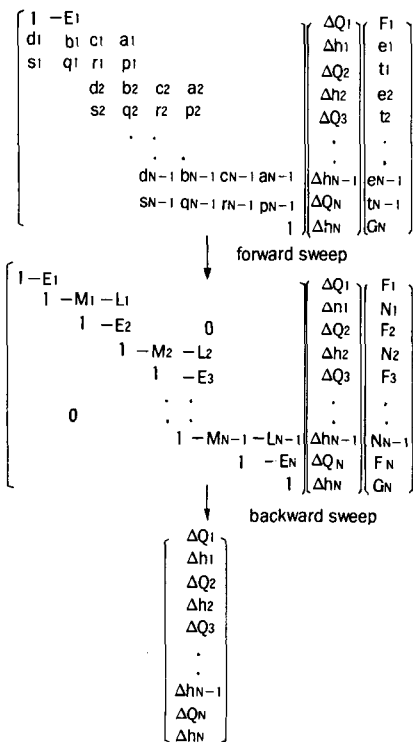 1 −E1 ΔQ1 F1
d1 b1 c1 a1 Δh1 e1
s1 q1 r1 p1 ΔQ2 t1
d2 b2 c2 a2 Δh2 e2
s2 q2 r2 p2 ΔQ3 t2
. . . .
. . . .
dN−1 bN−1 cN−1 aN−1 ΔhN−1 eN−1
sN−1 qN−1 rN−1 pN−1 ΔQN tN−1
1 ΔhN GN
forward sweep
1 −E1 ΔQ1 F1
1 −M1 −L1 Δn1 N1
1 −E2 0 ΔQ2 F2
1 −M2 −L2 Δh2 N2
1 −E3 ΔQ3 F3
. . . .
0 . . . .
1 −MN−1 −LN−1 ΔhN−1 NN−1
1 −EN ΔQN FN
1 ΔhN GN
backward sweep
ΔQ1
Δh1
ΔQ2
Δh2
ΔQ3
.
.
ΔhN−1
ΔQN
ΔhN